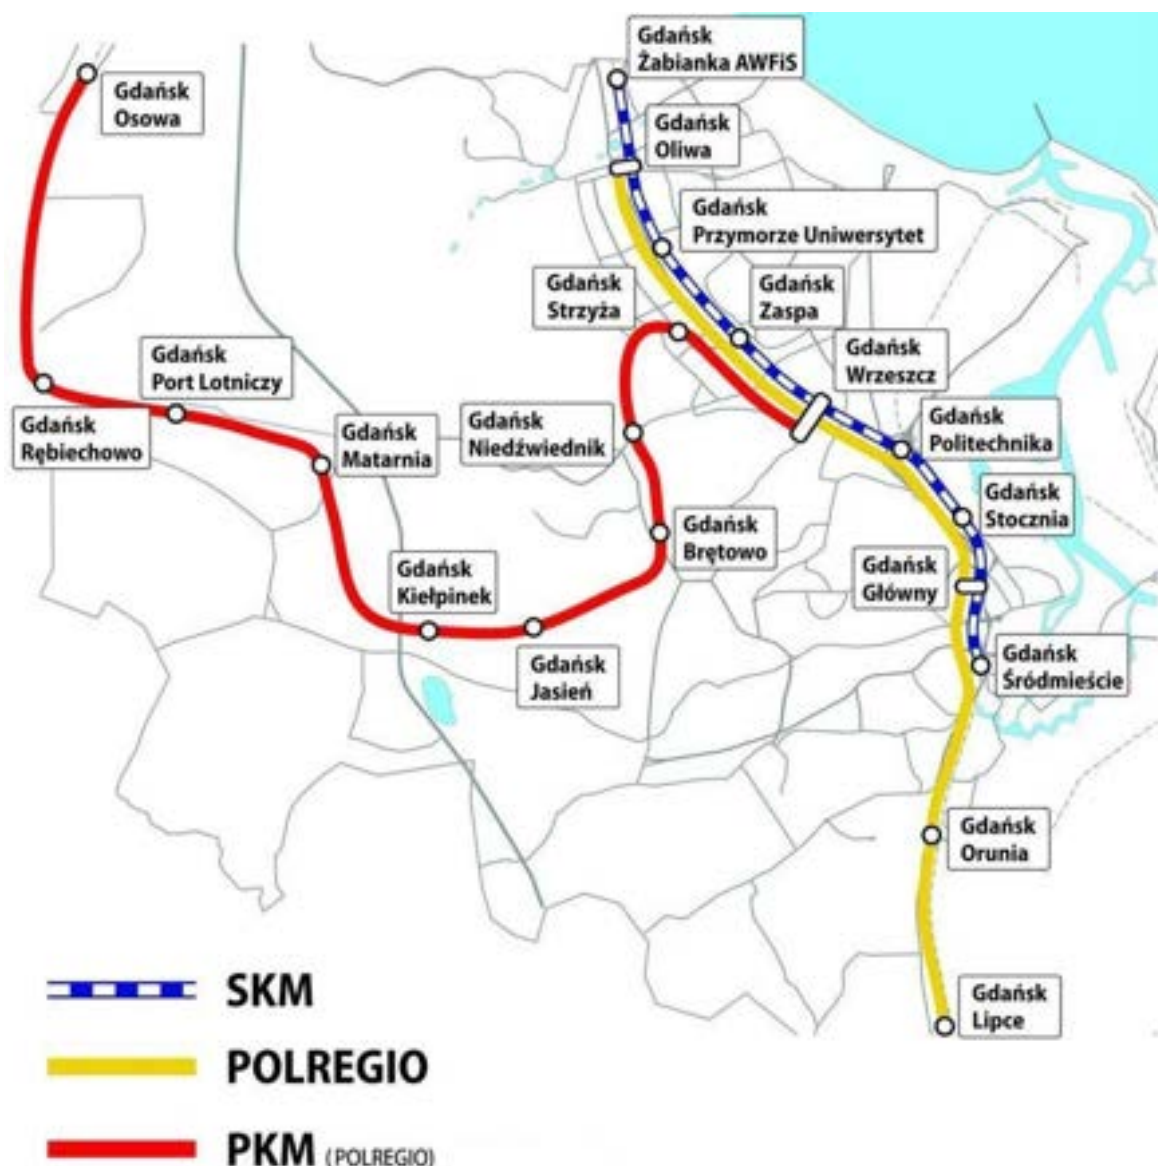 Gdańsk
Żabianka AWFiS
Gdańsk
Osowa
Gdańsk
Oliwa
Gdańsk
Przymorze Uniwersytet
Gdańsk
Strzyża
Gdańsk
Zaspa
Gdańsk
Port Lotniczy
Gdańsk
Wrzeszcz
Gdańsk
Rębiechowo
Gdańsk
Matarnia
Gdańsk
Niedźwiednik
Gdańsk
Politechnika
Gdańsk
Stocznia
Gdańsk
Brętowo
Gdańsk
Kiełpinek
Gdańsk
Główny
Gdańsk
Jasień
Gdańsk
Śródmieście
Gdańsk
Orunia
Gdańsk
Lipce
SKM
POLREGIO
PKM (POLREGIO)